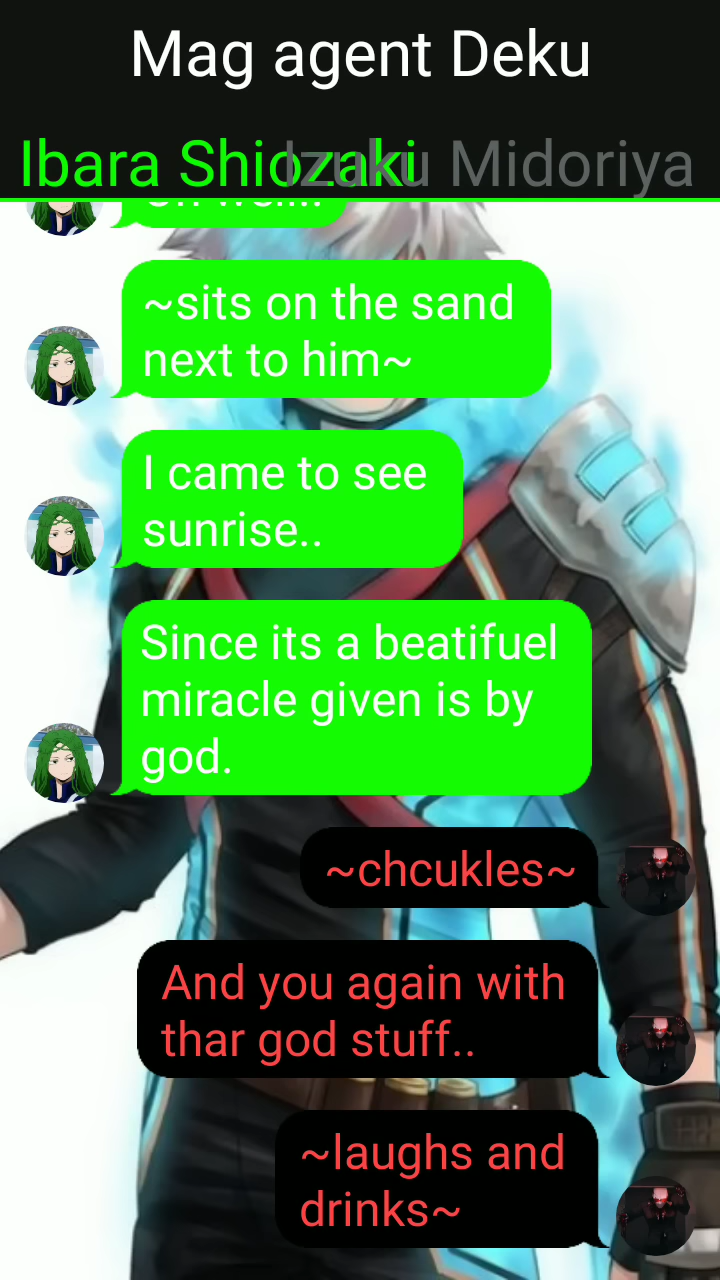 Mag agent Deku
Ibara Shiozaki Izuku Midoriya
~sits on the sand
next to him~
I came to see
sunrise..
Since its a beatifuel
miracle given is by
god.
~chcukles~
And you again with
thar god stuff..
~laughs and
drinks~